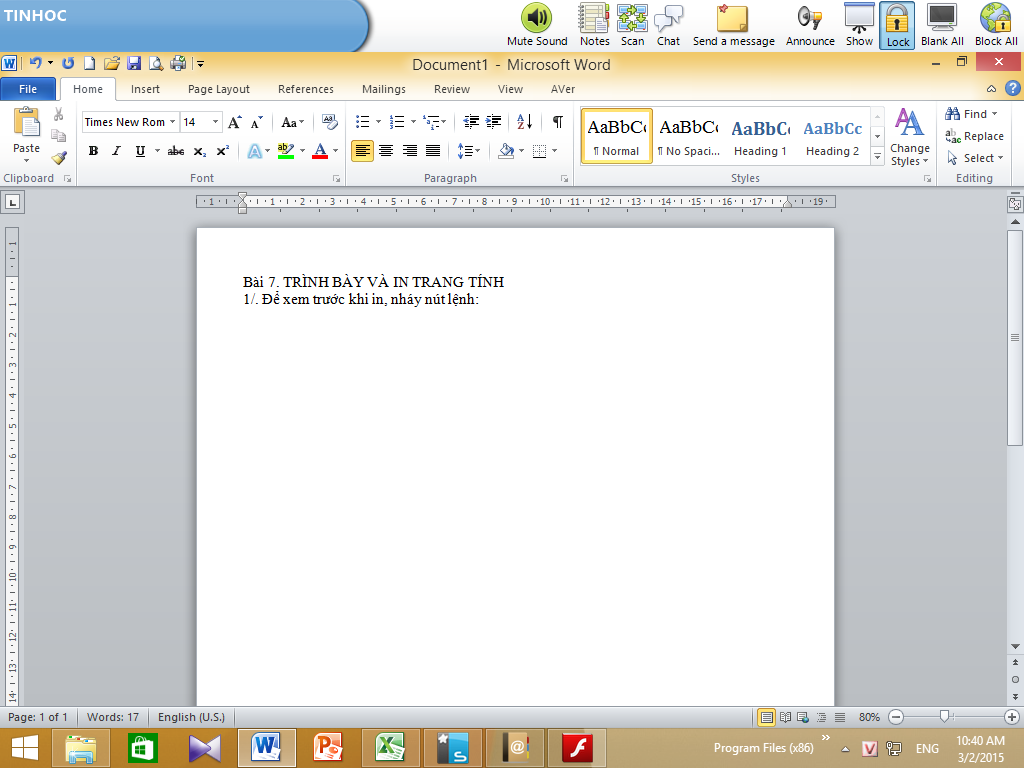 TINHOC
Mute Sound Notes Scan Chat Send a message Announce Show Lock Blank All Block All
Document1 - Microsoft Word
File Home Insert Page Layout References Mailings Review View AVer
Paste
Times New Rom 14
AaBbCc AaBbCc AaBbCc AaBbCc
¶ Normal ¶ No Spaci... Heading 1 Heading 2
Change Styles
Find
Replace
Select
Clipboard Font Paragraph Styles Editing
Bài 7. TRÌNH BÀY VÀ IN TRANG TÍNH
1/. Để xem trước khi in, nháy nút lệnh:
Page: 1 of 1 Words: 17 English (U.S.) 80%
Program Files (x86) ENG 10:40 AM
3/2/2015